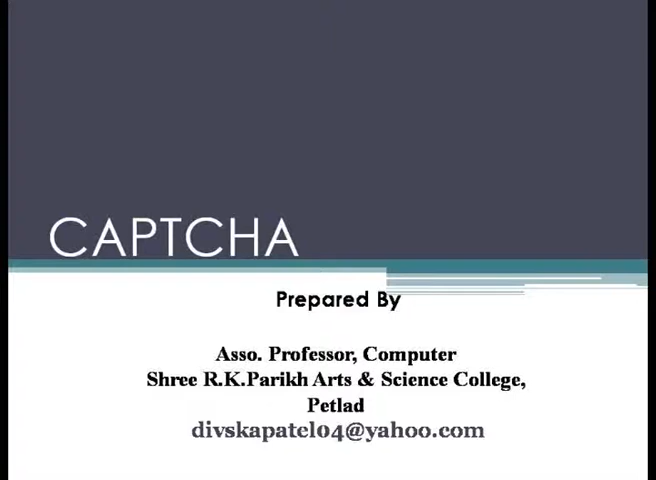 CAPTCHA
Prepared By
Asso. Professor, Computer
Shree R.K.Parikh Arts & Science College,
Petlad
divskapatel04@yahoo.com